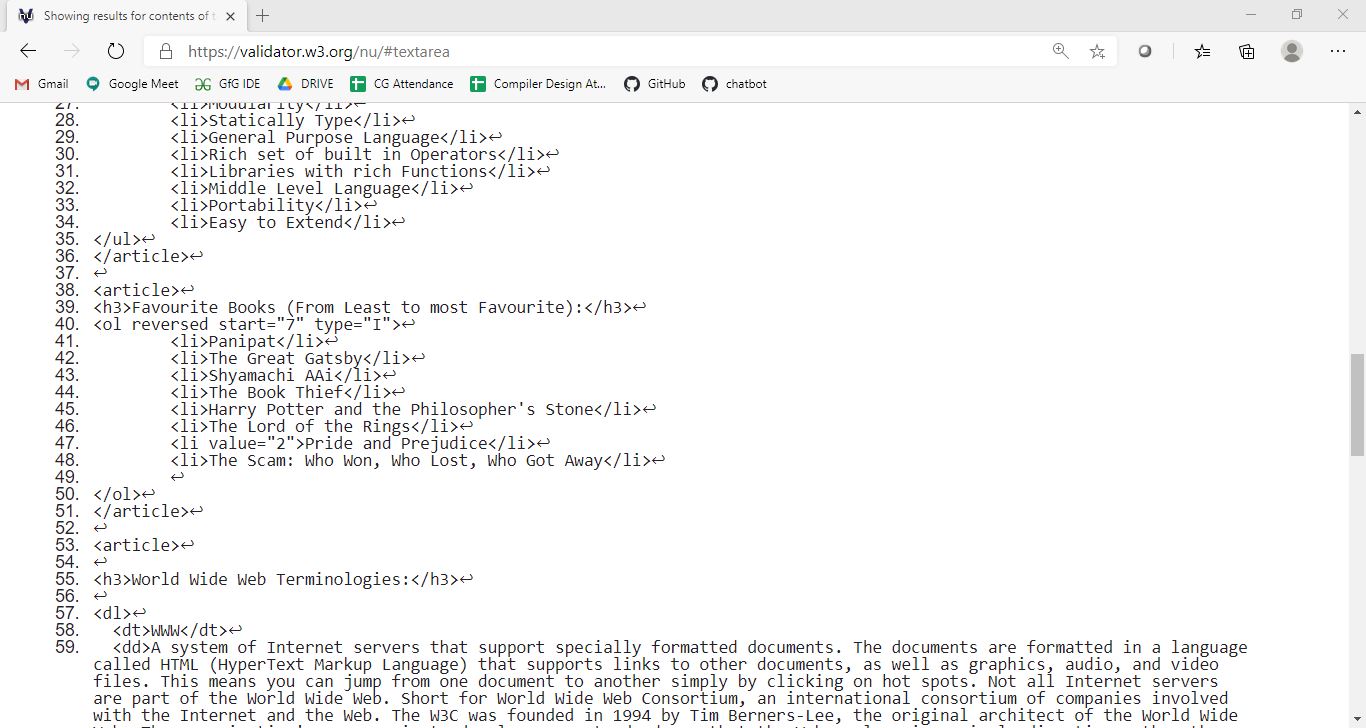 Showing results for contents of t
https://validator.w3.org/nu/#textarea
Gmail Google Meet GfG IDE DRIVE CG Attendance Compiler Design At... GitHub chatbot
27. <li>Modularity</li>↩
28. <li>Statically Type</li>↩
29. <li>General Purpose Language</li>↩
30. <li>Rich set of built in Operators</li>↩
31. <li>Libraries with rich Functions</li>↩
32. <li>Middle Level Language</li>↩
33. <li>Portability</li>↩
34. <li>Easy to Extend</li>↩
35. </ul>↩
36. </article>↩
37. ↩
38. <article>↩
39. <h3>Favourite Books (From Least to most Favourite):</h3>↩
40. <ol reversed start="7" type="I">↩
41. <li>Panipat</li>↩
42. <li>The Great Gatsby</li>↩
43. <li>Shyamachi AAi</li>↩
44. <li>The Book Thief</li>↩
45. <li>Harry Potter and the Philosopher's Stone</li>↩
46. <li>The Lord of the Rings</li>↩
47. <li value="2">Pride and Prejudice</li>↩
48. <li>The Scam: Who Won, Who Lost, Who Got Away</li>↩
49. ↩
50. </ol>↩
51. </article>↩
52. ↩
53. <article>↩
54. ↩
55. <h3>World Wide Web Terminologies:</h3>↩
56. ↩
57. <dl>↩
58. <dt>WWW</dt>↩
59. <dd>A system of Internet servers that support specially formatted documents. The documents are formatted in a language
called HTML (HyperText Markup Language) that supports links to other documents, as well as graphics, audio, and video
files. This means you can jump from one document to another simply by clicking on hot spots. Not all Internet servers
are part of the World Wide Web. Short for World Wide Web Consortium, an international consortium of companies involved
with the Internet and the Web. The W3C was founded in 1994 by Tim Berners-Lee, the original architect of the World Wide